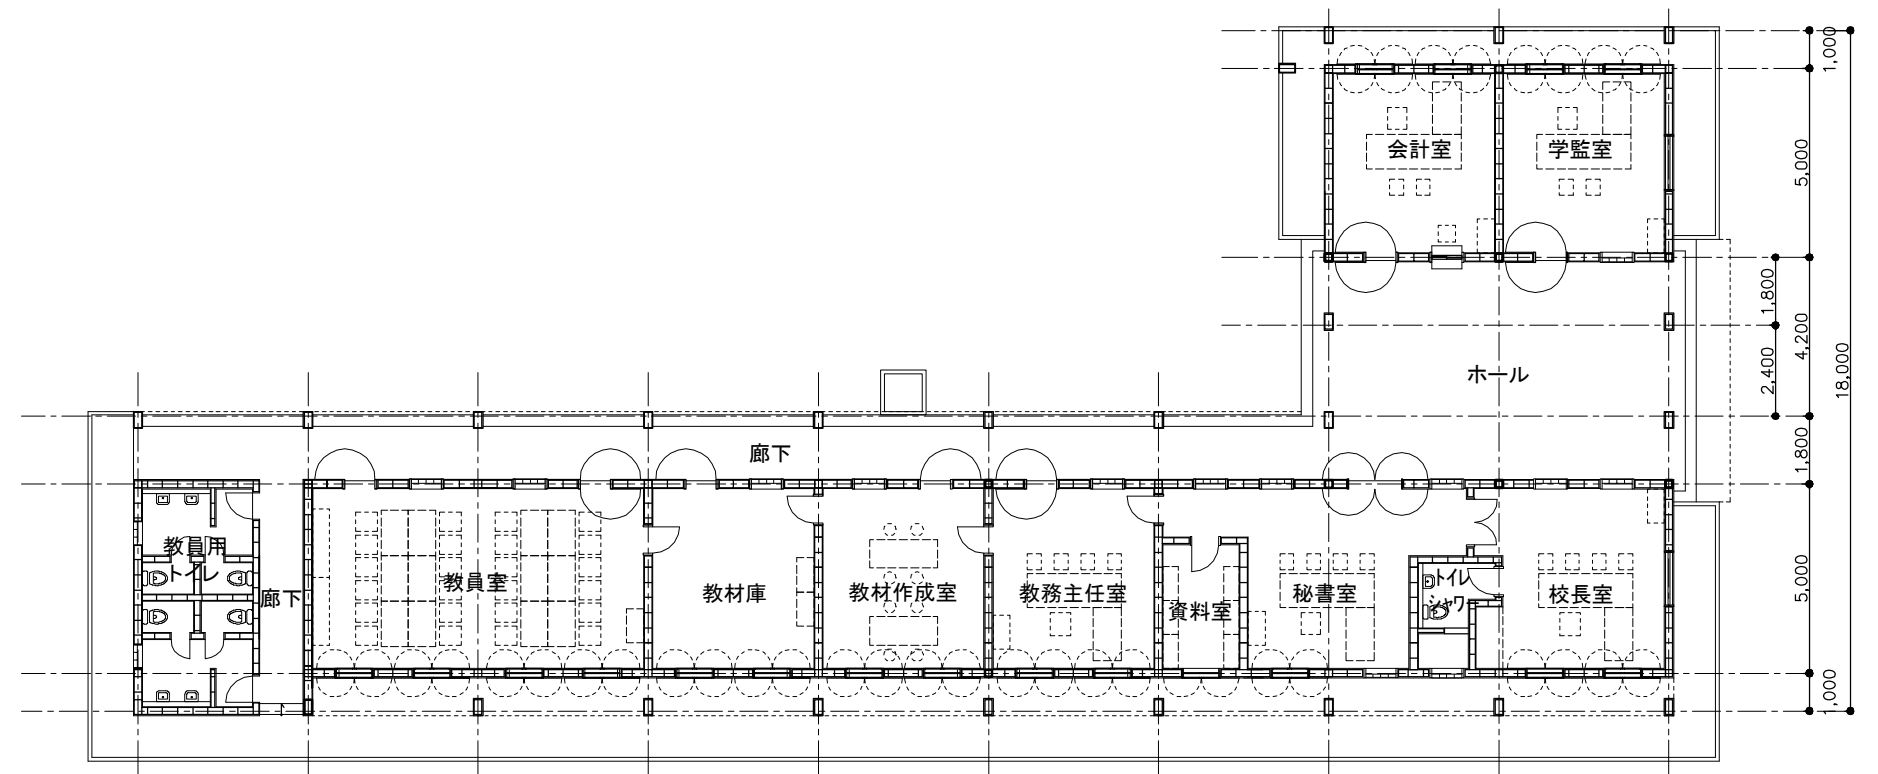 1,000
会計室
学監室
5,000
1,800
4,200
2,400
18,000
ホール
廊下
1,800
教員用
トイレ
廊下
教員室
教材庫
教材作成室
教務主任室
資料室
秘書室
トイレ
シャワー
校長室
5,000
1,000